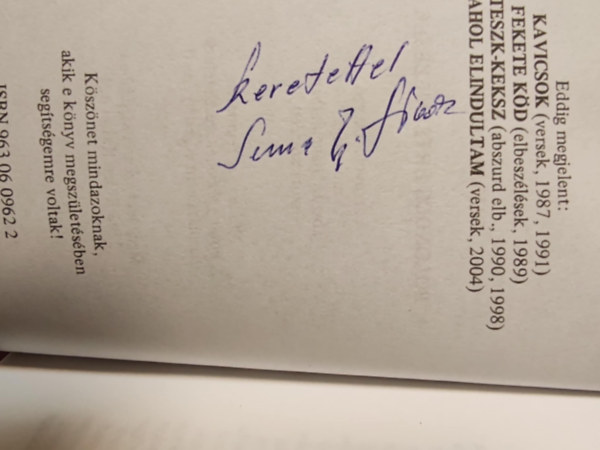 Eddig megjelent:
KAVICSOK (versek, 1987, 1991)
FEKETE KÖD (elbeszélések, 1989)
TESZK-KEKSZ (abszurd elb., 1990, 1998)
AHOL ELINDULTAM (versek, 2004)
Szeretettel
Köszönet mindazoknak,
akik e könyv megszületésében
segítségemre voltak!
ISBN 963 06 0962 2